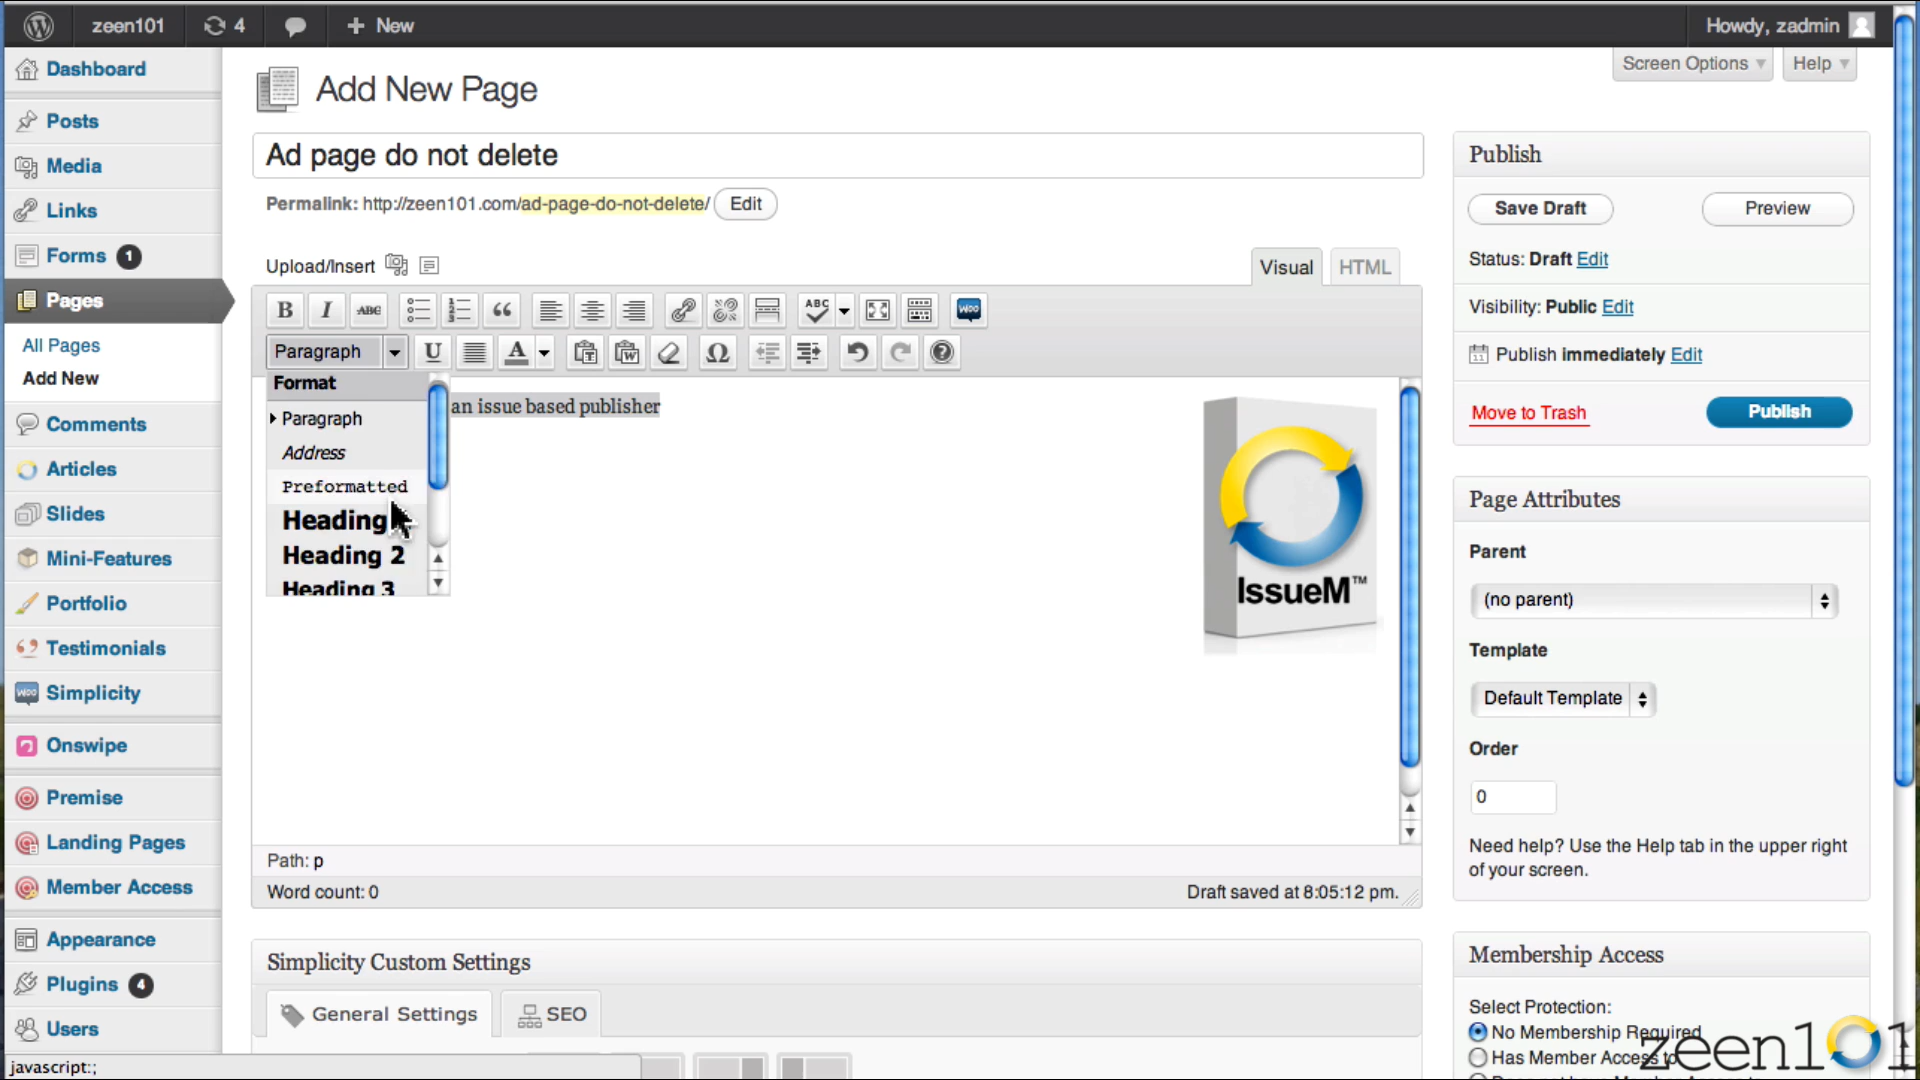 zeen101
4
New
Howdy, zadmin
Dashboard
Posts
Media
Links
Forms 1
Pages
All Pages
Add New
Comments
Articles
Slides
Mini-Features
Portfolio
Testimonials
Simplicity
Onswipe
Premise
Landing Pages
Member Access
Appearance
Plugins 4
Users
javascript:;
Screen Options
Help
Add New Page
Ad page do not delete
Permalink: http://zeen101.com/ad-page-do-not-delete/ Edit
Upload/Insert
Visual
HTML
B I ABC ABC WOO
Paragraph
U A Ω
Format
Paragraph
Address
Preformatted
Heading
Heading 2
Heading 3
an issue based publisher
IssueM™
Path: p
Word count: 0
Draft saved at 8:05:12 pm.
Simplicity Custom Settings
General Settings
SEO
Publish
Save Draft
Preview
Status: Draft Edit
Visibility: Public Edit
Publish immediately Edit
Move to Trash
Publish
Page Attributes
Parent
(no parent)
Template
Default Template
Order
0
Need help? Use the Help tab in the upper right
of your screen.
Membership Access
Select Protection:
No Membership Required
Has Member Access to
zeen101